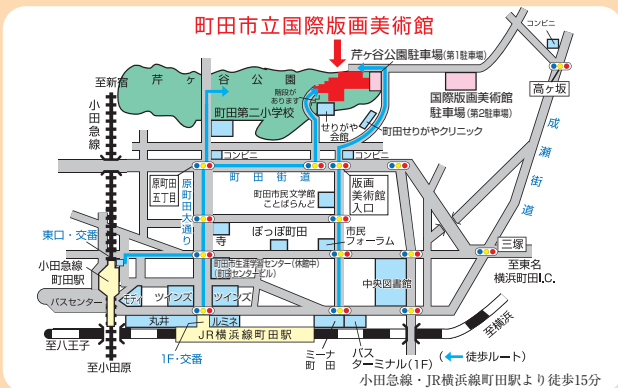 町田市立国際版画美術館
コンビニ
芹ヶ谷公園駐車場(第1駐車場)
至新宿
芹ヶ谷公園
階段が
あります
高ヶ坂
小田急線
町田第二小学校
せりがや
会館
国際版画美術館
駐車場(第2駐車場)
町田せりがやクリニック
成瀬街道
コンビニ
コンビニ
町田街道
原町田
五丁目
原町田大通り
町田市民文学館
ことばらんど
版画
美術館
入口
東口・交番
寺
ぽっぽ町田
市民
フォーラム
三塚
小田急線
町田駅
町田市生涯学習センター(休館中)
(町田センタービル)
至東名
横浜町田I.C.
バスセンター
モディ
ツインズ
ツインズ
中央図書館
丸井
ルミネ
至横浜
JR横浜線町田駅
至八王子
1F・交番
ミーナ
町田
バス
ターミナル(1F)
(←徒歩ルート)
至小田原
小田急線・JR横浜線町田駅より徒歩15分